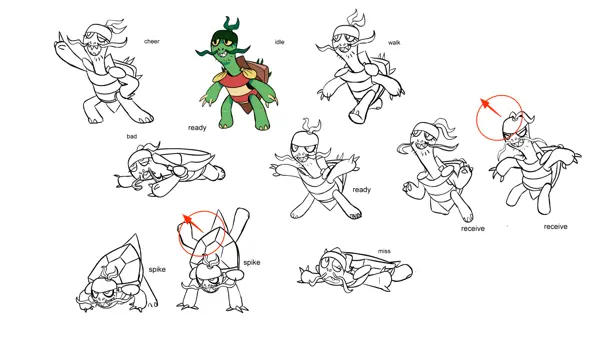 cheer
idle
walk
ready
bad
ready
receive
receive
spike
spike
miss